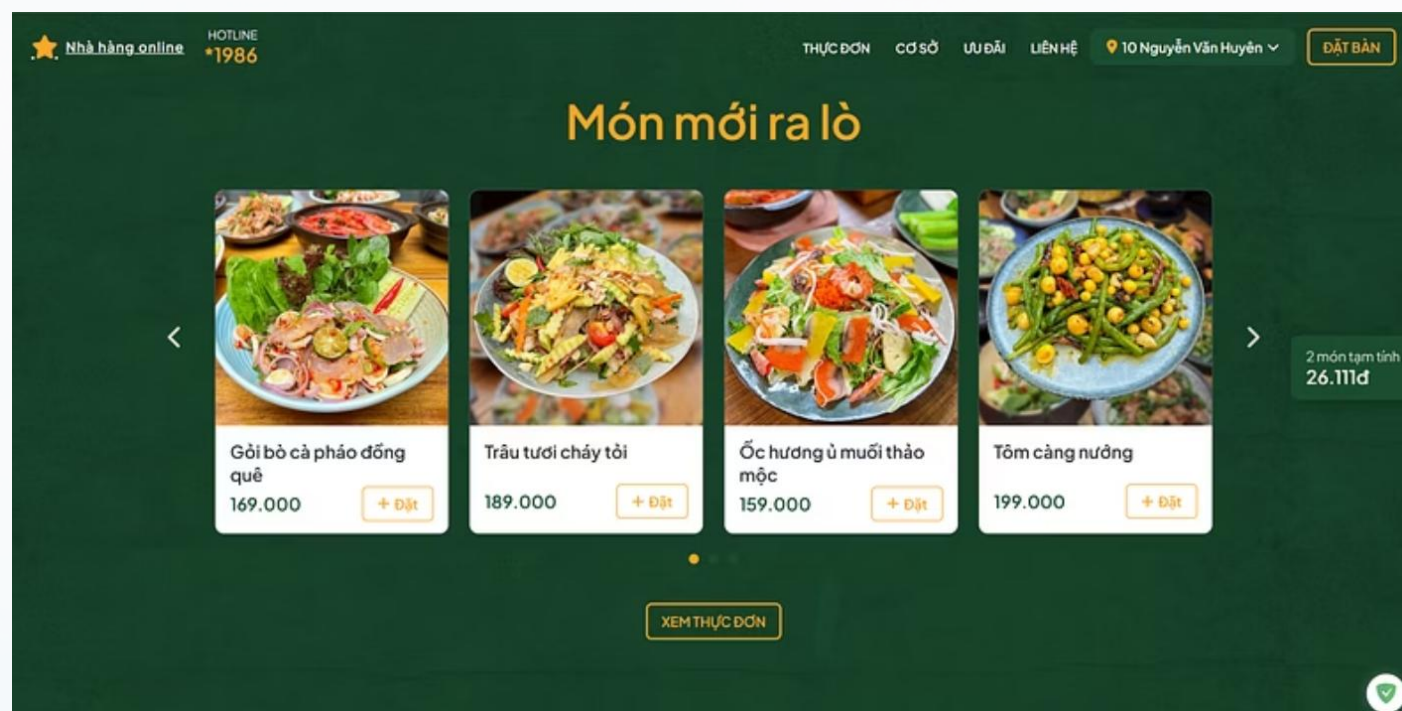 Nhà hàng online
HOTLINE
*1986
THỰC ĐƠN
CƠ SỞ
ƯU ĐÃI
LIÊN HỆ
10 Nguyễn Văn Huyên
ĐẶT BÀN
Món mới ra lò
Gỏi bò cà pháo đồng
quê
169.000
+ Đặt
Trâu tươi cháy tỏi
189.000
+ Đặt
Ốc hương ủ muối thảo
mộc
159.000
+ Đặt
Tôm càng nướng
199.000
+ Đặt
2 món tạm tính
26.111đ
XEM THỰC ĐƠN